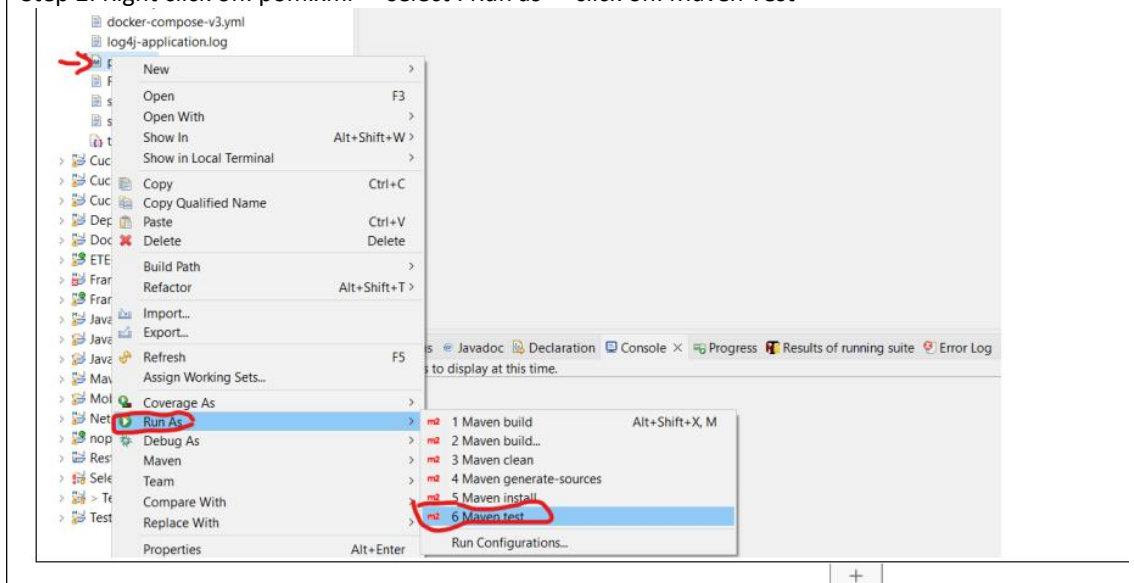 docker-compose-v3.yml
log4j-application.log
New
Open F3
Open With
Show In Alt+Shift+W
Show in Local Terminal
Copy Ctrl+C
Copy Qualified Name
Paste Ctrl+V
Delete Delete
Build Path
Refactor Alt+Shift+T
Import...
Export...
Refresh F5
Assign Working Sets...
Coverage As
Run As
Debug As
Maven
Team
Compare With
Replace With
Properties Alt+Enter
Cuc
Cuc
Cuc
Dep
Doc
ETE
Frar
Frar
Java
Java
Java
Mav
Mol
Net
nop
Res
Sele
> Te
Test
Javadoc Declaration Console Progress Results of running suite Error Log
to display at this time.
1 Maven build Alt+Shift+X, M
2 Maven build...
3 Maven clean
4 Maven generate-sources
5 Maven install
6 Maven test
Run Configurations...